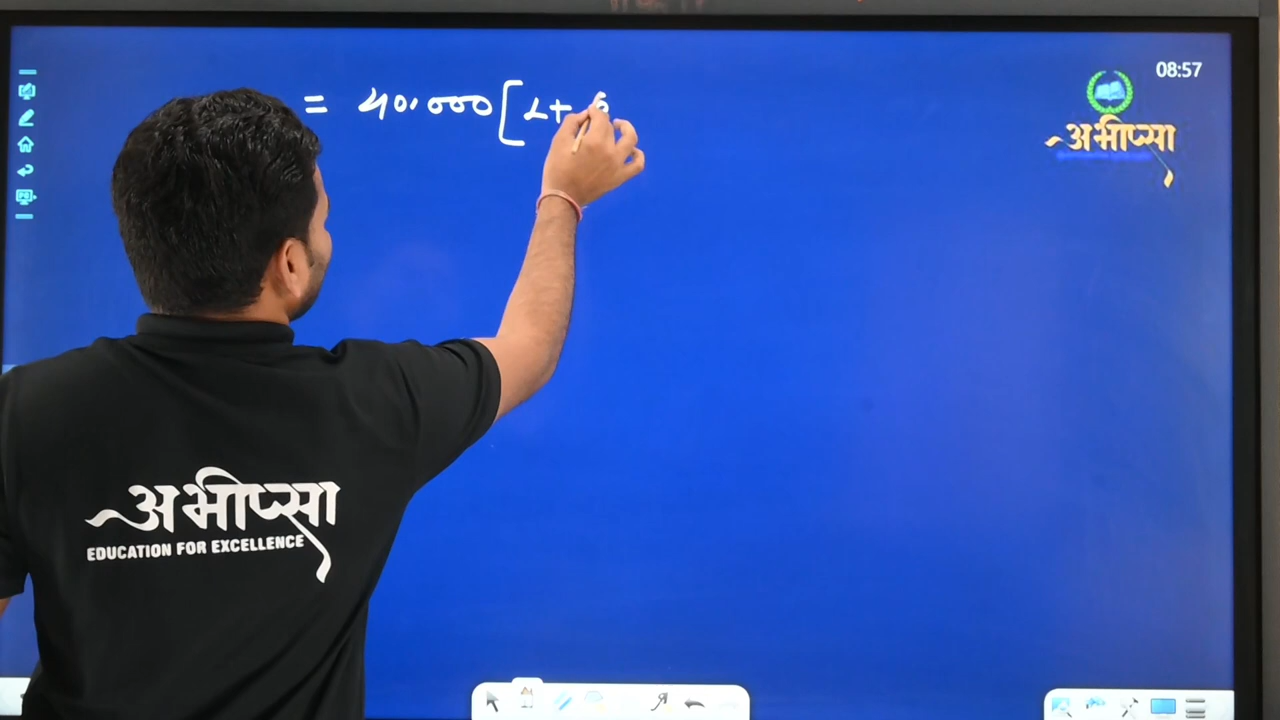 08:57
= 40,000 [1+
अभीप्सा
अभीप्सा
EDUCATION FOR EXCELLENCE